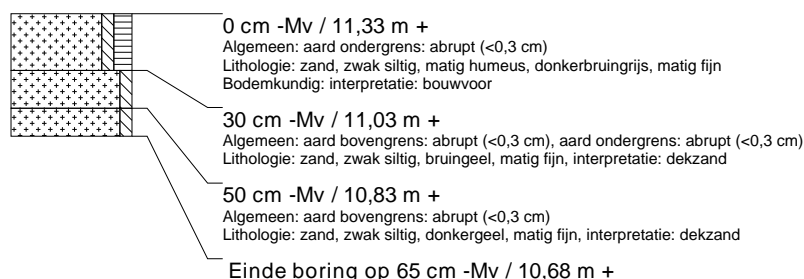 0 cm -Mv / 11,33 m +
Algemeen: aard ondergrens: abrupt (<0,3 cm)
Lithologie: zand, zwak siltig, matig humeus, donkerbruingrijs, matig fijn
Bodemkundig: interpretatie: bouwvoor
30 cm -Mv / 11,03 m +
Algemeen: aard bovengrens: abrupt (<0,3 cm), aard ondergrens: abrupt (<0,3 cm)
Lithologie: zand, zwak siltig, bruingeel, matig fijn, interpretatie: dekzand
50 cm -Mv / 10,83 m +
Algemeen: aard bovengrens: abrupt (<0,3 cm)
Lithologie: zand, zwak siltig, donkergeel, matig fijn, interpretatie: dekzand
Einde boring op 65 cm -Mv / 10,68 m +